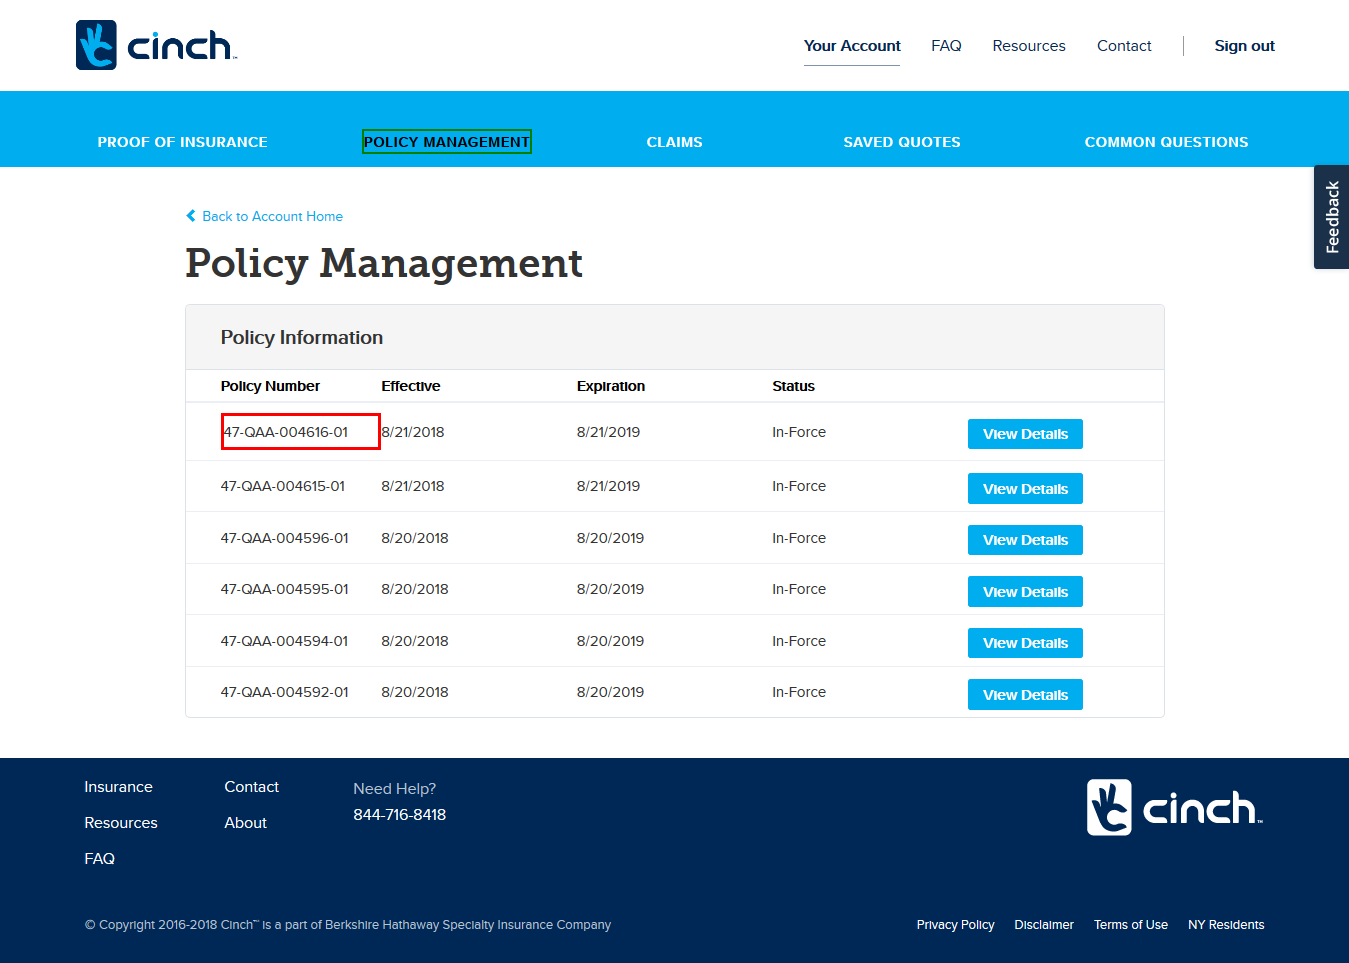 cinch™
Your Account FAQ Resources Contact Sign out
PROOF OF INSURANCE POLICY MANAGEMENT CLAIMS SAVED QUOTES COMMON QUESTIONS
Feedback
Back to Account Home
Policy Management
Policy Information
Policy Number Effective Expiration Status
47-QAA-004616-01 8/21/2018 8/21/2019 In-Force View Details
47-QAA-004615-01 8/21/2018 8/21/2019 In-Force View Details
47-QAA-004596-01 8/20/2018 8/20/2019 In-Force View Details
47-QAA-004595-01 8/20/2018 8/20/2019 In-Force View Details
47-QAA-004594-01 8/20/2018 8/20/2019 In-Force View Details
47-QAA-004592-01 8/20/2018 8/20/2019 In-Force View Details
Insurance Contact Need Help?
844-716-8418
Resources About
FAQ
cinch™
© Copyright 2016-2018 Cinch™ is a part of Berkshire Hathaway Specialty Insurance Company Privacy Policy Disclaimer Terms of Use NY Residents